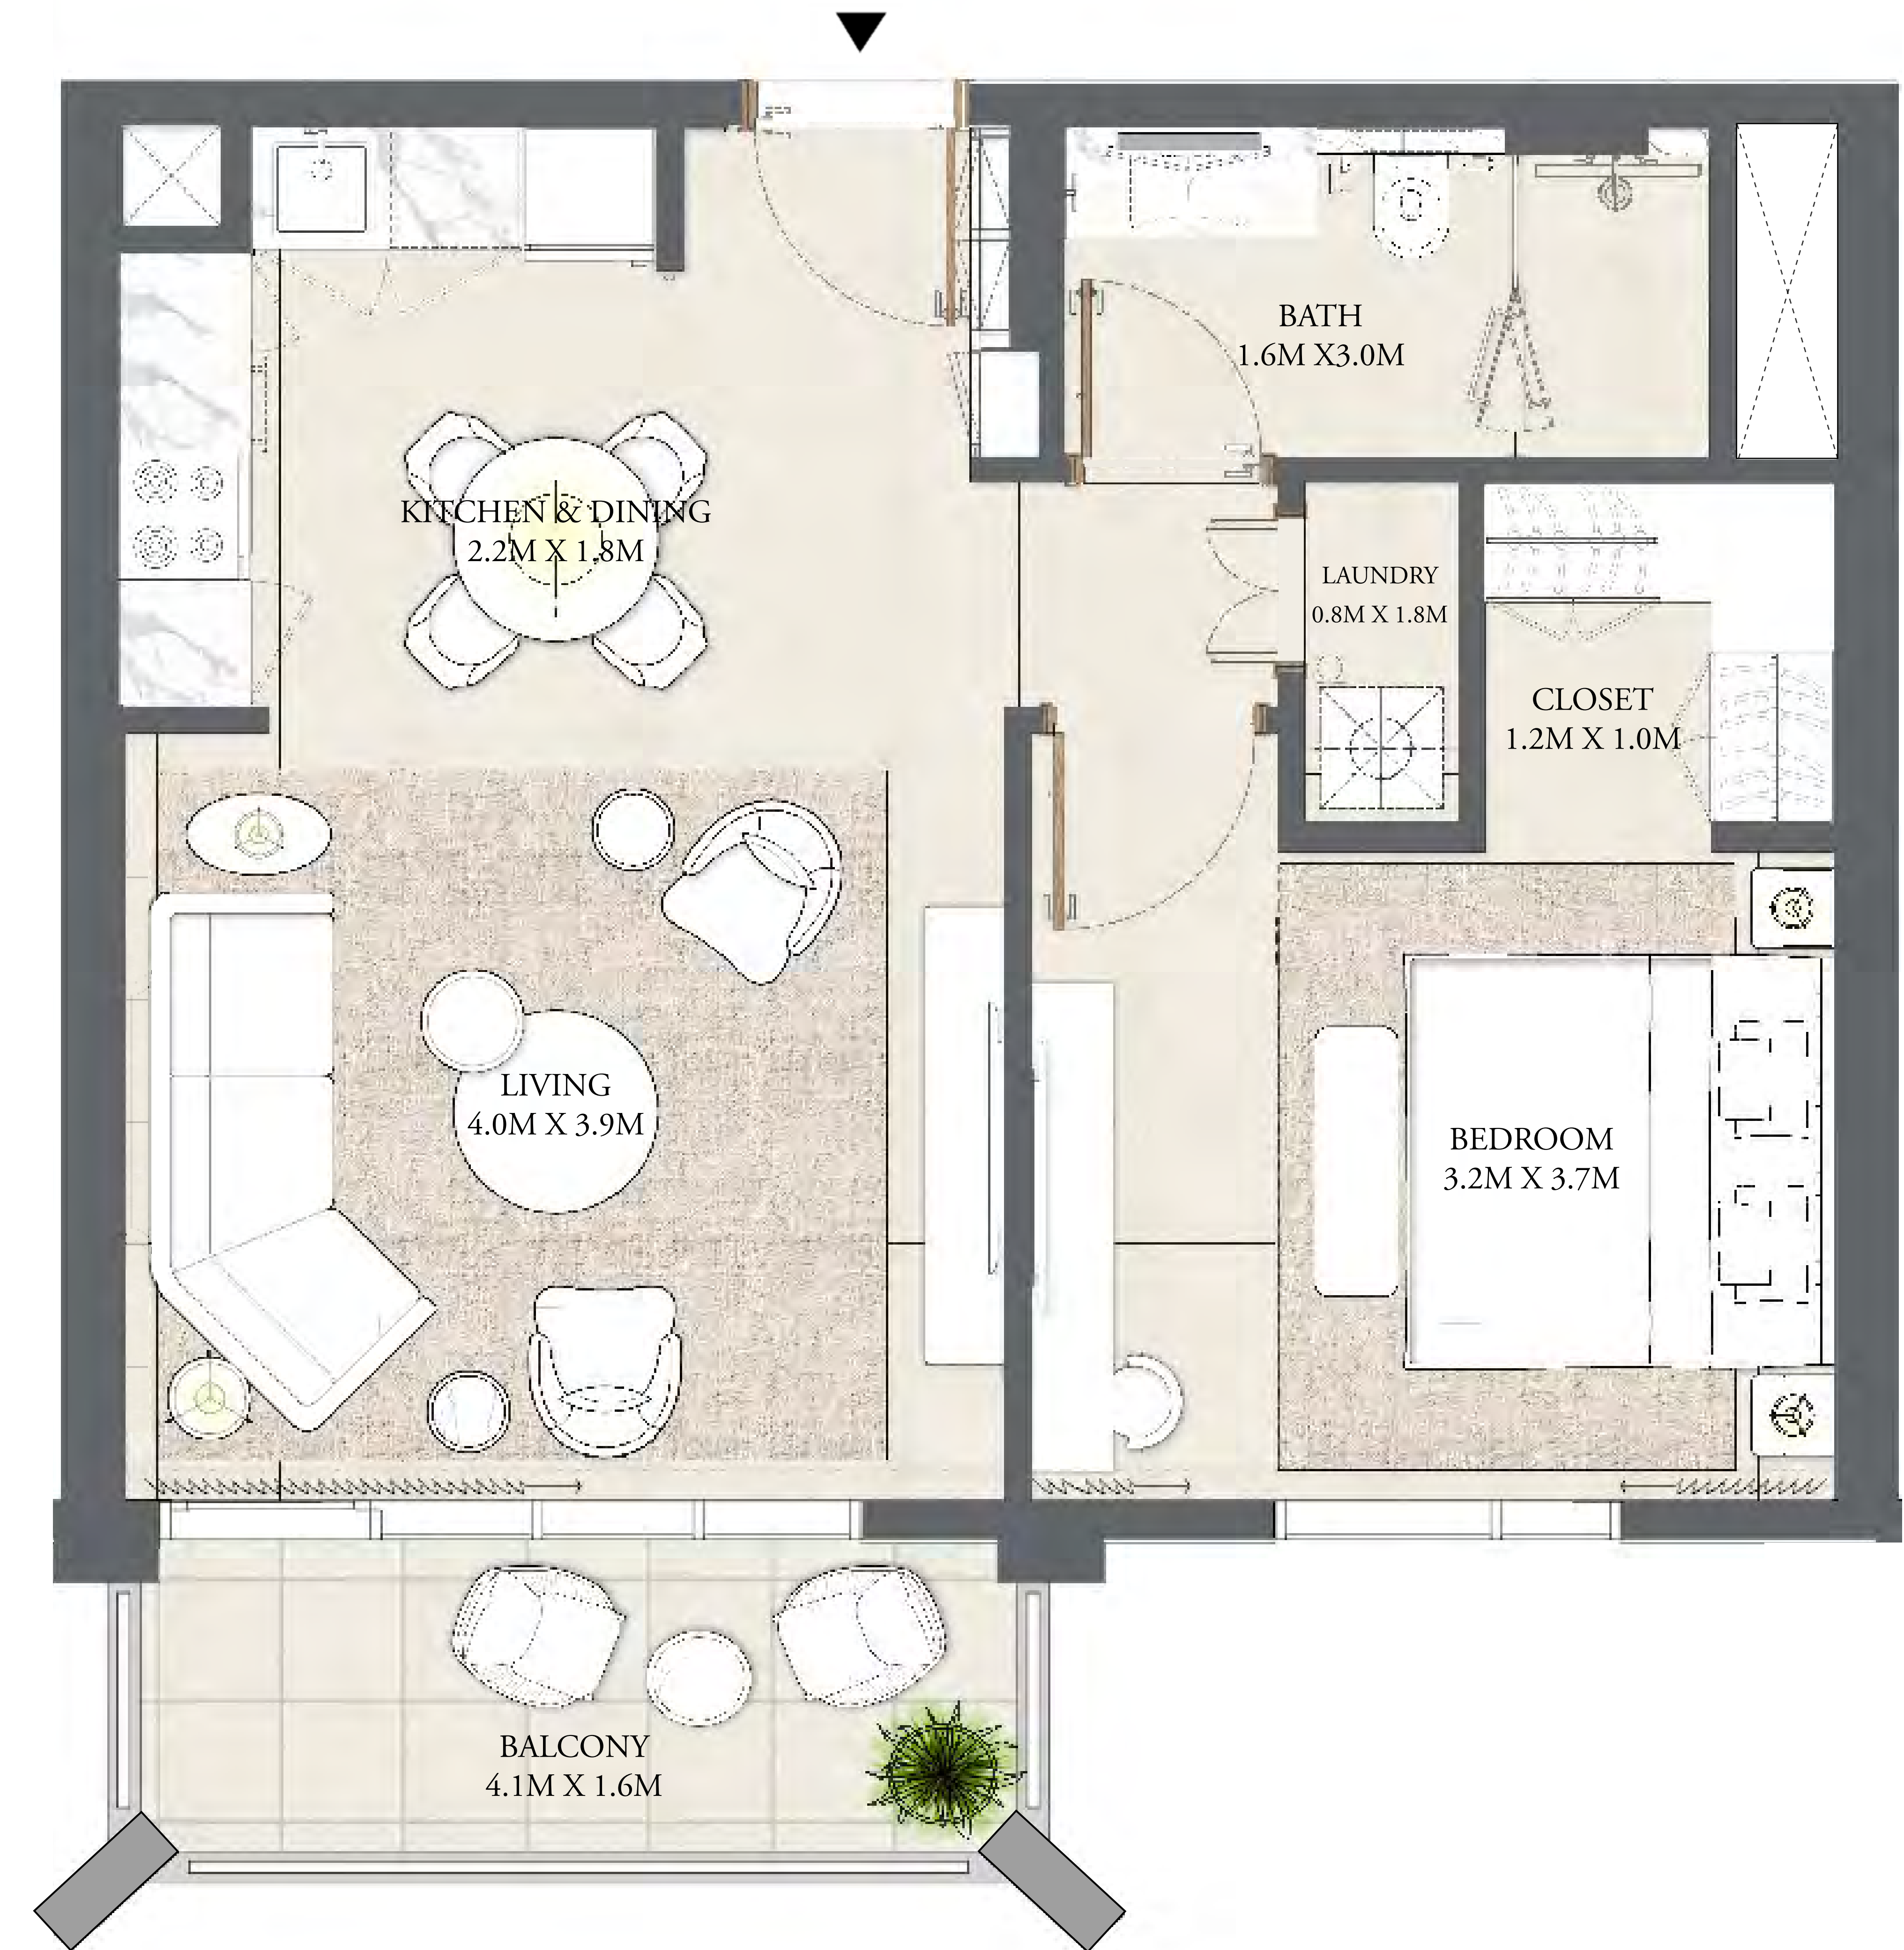 BATH
1.6M X3.0M
KITCHEN & DINING
2.2M X 1.8M
LAUNDRY
0.8M X 1.8M
CLOSET
1.2M X 1.0M
LIVING
4.0M X 3.9M
BEDROOM
3.2M X 3.7M
BALCONY
4.1M X 1.6M